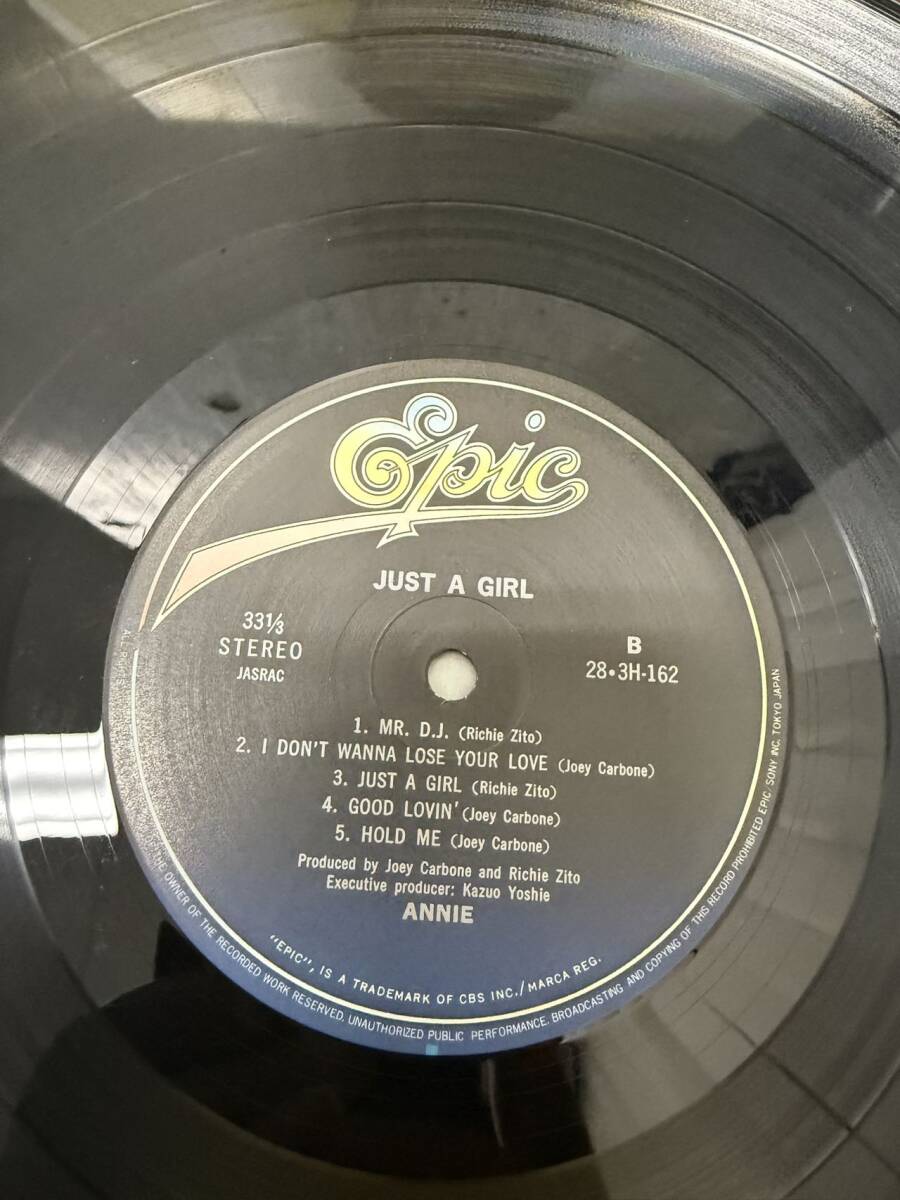 Epic
JUST A GIRL
33⅓
STEREO
JASRAC
B
28•3H-162
1. MR. D.J. (Richie Zito)
2. I DON'T WANNA LOSE YOUR LOVE (Joey Carbone)
3. JUST A GIRL (Richie Zito)
4. GOOD LOVIN' (Joey Carbone)
5. HOLD ME (Joey Carbone)
Produced by Joey Carbone and Richie Zito
Executive producer: Kazuo Yoshie
ANNIE
"EPIC", IS A TRADEMARK OF CBS INC./MARCA REG.
THE OWNER OF THE RECORDED WORK RESERVED. UNAUTHORIZED PUBLIC PERFORMANCE. BROADCASTING AND COPYING OF THIS RECORD PROHIBITED EPIC/SONY INC. TOKYO JAPAN